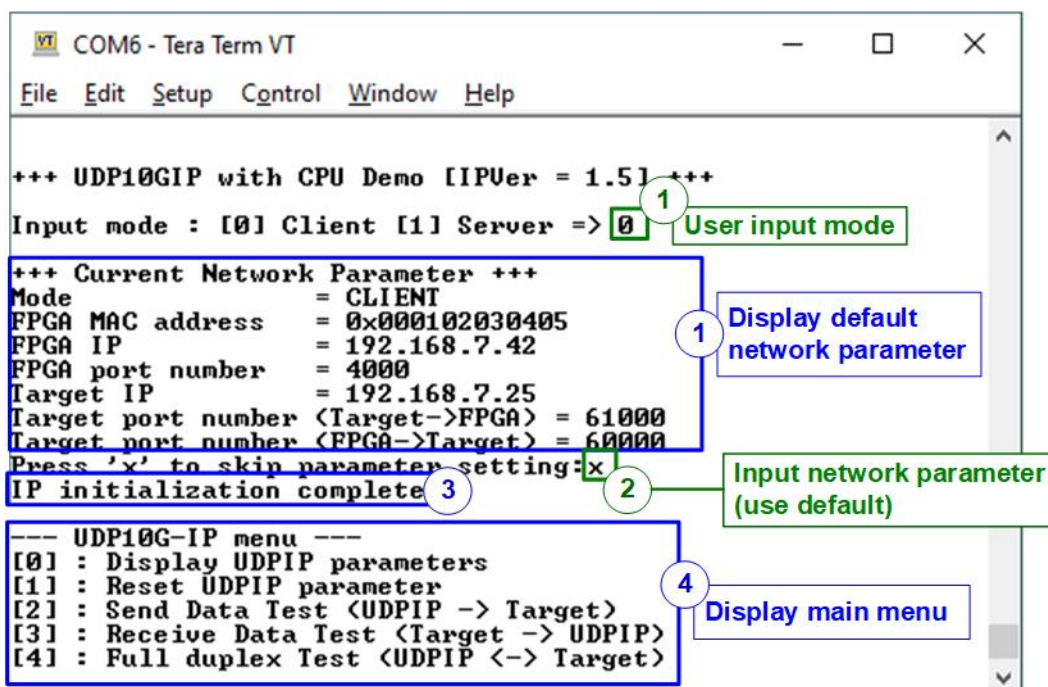 COM6 - Tera Term VT
File Edit Setup Control Window Help
+++ UDP10GIP with CPU Demo [IPVer = 1.5] +++
1
Input mode : [0] Client [1] Server => 0
User input mode
+++ Current Network Parameter +++
Mode = CLIENT
FPGA MAC address = 0x000102030405
FPGA IP = 192.168.7.42
FPGA port number = 4000
Target IP = 192.168.7.25
Target port number (Target->FPGA) = 61000
Target port number (FPGA->Target) = 60000
1
Display default
network parameter
Press 'x' to skip parameter setting:x
2
Input network parameter
(use default)
IP initialization complete
3
--- UDP10G-IP menu ---
[0] : Display UDPIP parameters
[1] : Reset UDPIP parameter
[2] : Send Data Test (UDPIP -> Target)
[3] : Receive Data Test (Target -> UDPIP)
[4] : Full duplex Test (UDPIP <-> Target)
4
Display main menu